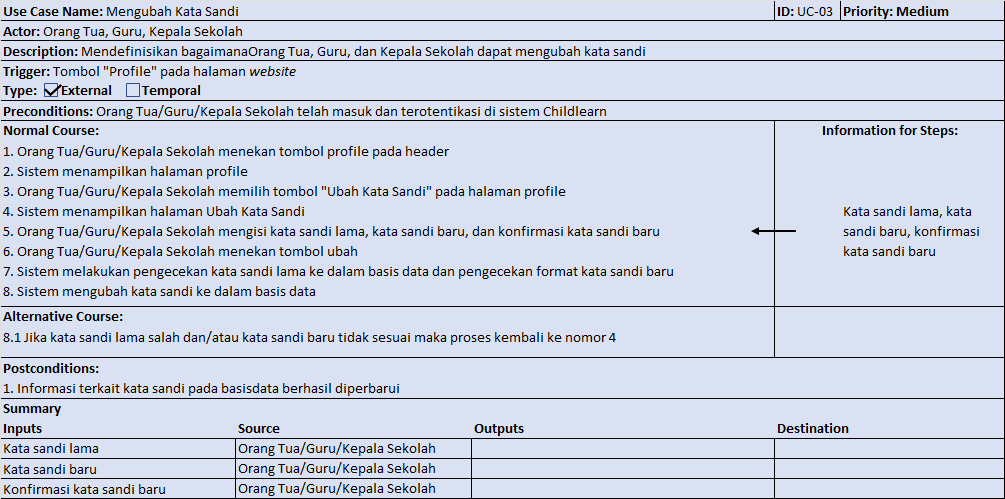 Use Case Name: Mengubah Kata Sandi ID: UC-03 Priority: Medium
Actor: Orang Tua, Guru, Kepala Sekolah
Description: Mendefinisikan bagaimanaOrang Tua, Guru, dan Kepala Sekolah dapat mengubah kata sandi
Trigger: Tombol "Profile" pada halaman website
Type: External Temporal
Preconditions: Orang Tua/Guru/Kepala Sekolah telah masuk dan terotentikasi di sistem Childlearn
Normal Course:
1. Orang Tua/Guru/Kepala Sekolah menekan tombol profile pada header
2. Sistem menampilkan halaman profile
3. Orang Tua/Guru/Kepala Sekolah memilih tombol "Ubah Kata Sandi" pada halaman profile
4. Sistem menampilkan halaman Ubah Kata Sandi
5. Orang Tua/Guru/Kepala Sekolah mengisi kata sandi lama, kata sandi baru, dan konfirmasi kata sandi baru
6. Orang Tua/Guru/Kepala Sekolah menekan tombol ubah
7. Sistem melakukan pengecekan kata sandi lama ke dalam basis data dan pengecekan format kata sandi baru
8. Sistem mengubah kata sandi ke dalam basis data
Information for Steps:
Kata sandi lama, kata
sandi baru, konfirmasi
kata sandi baru
Alternative Course:
8.1 Jika kata sandi lama salah dan/atau kata sandi baru tidak sesuai maka proses kembali ke nomor 4
Postconditions:
1. Informasi terkait kata sandi pada basisdata berhasil diperbarui
Summary
Inputs Source Outputs Destination
Kata sandi lama Orang Tua/Guru/Kepala Sekolah
Kata sandi baru Orang Tua/Guru/Kepala Sekolah
Konfirmasi kata sandi baru Orang Tua/Guru/Kepala Sekolah